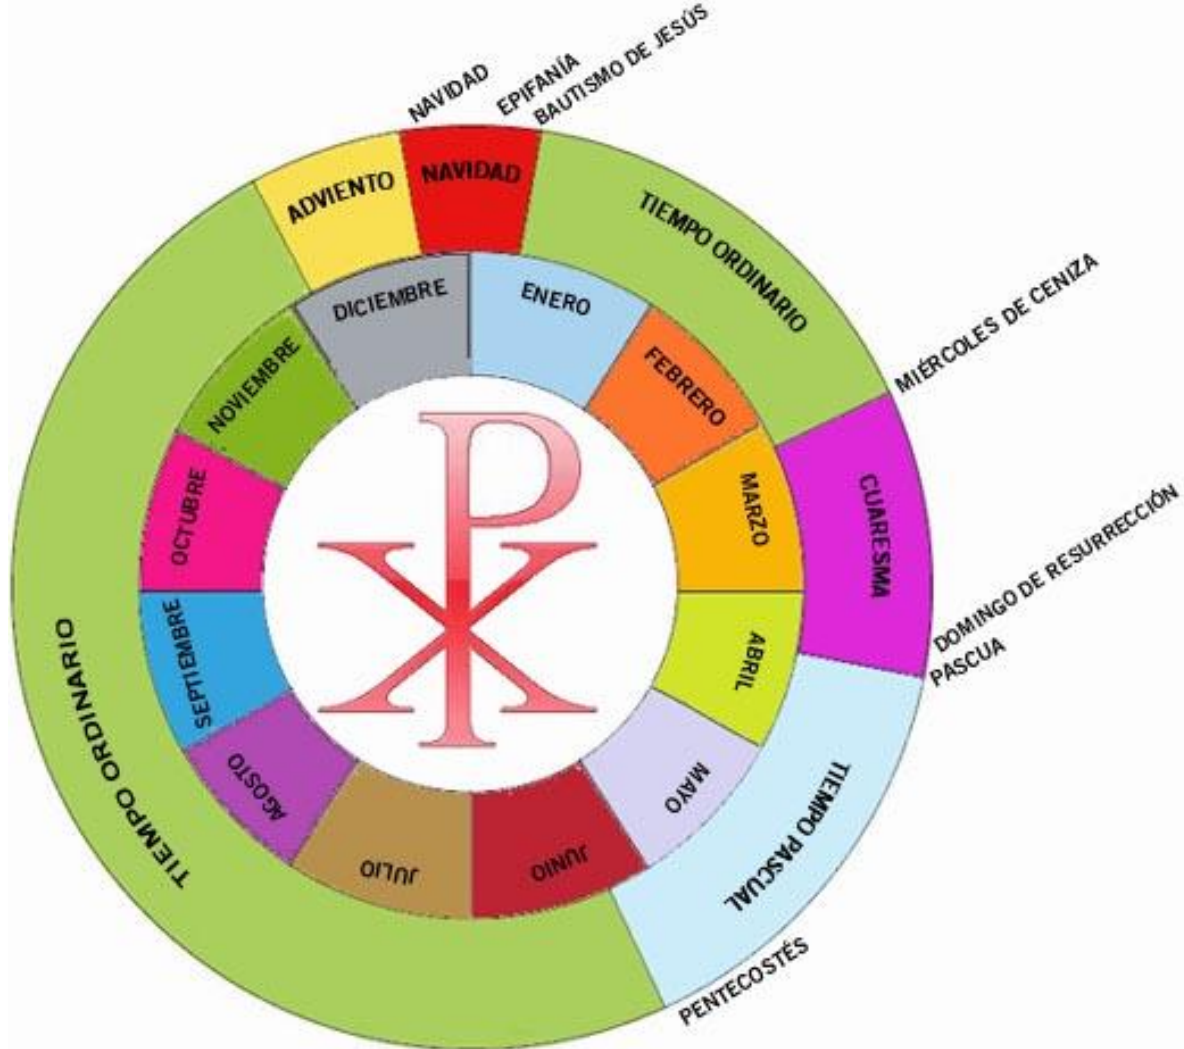 NAVIDAD
EPIFANÍA
BAUTISMO DE JESÚS
ADVIENTO
NAVIDAD
TIEMPO ORDINARIO
MIÉRCOLES DE CENIZA
CUARESMA
DOMINGO DE RESURRECCIÓN
PASCUA
TIEMPO PASCUAL
PENTECOSTÉS
TIEMPO ORDINARIO
ENERO
FEBRERO
MARZO
ABRIL
MAYO
JUNIO
JULIO
AGOSTO
SEPTIEMBRE
OCTUBRE
NOVIEMBRE
DICIEMBRE